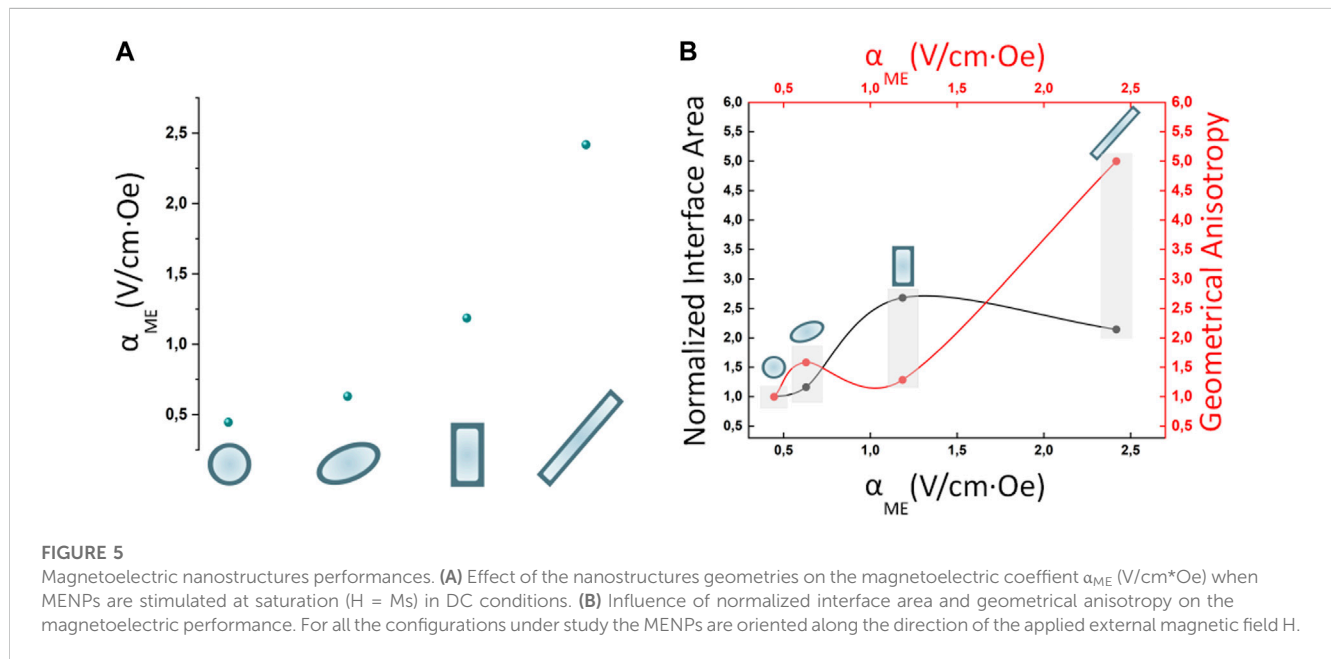 A
α_ME (V/cm·Oe)
2,5
2,0
1,5
1,0
0,5
B
α_ME (V/cm·Oe)
0,5 1,0 1,5 2,0 2,5
Normalized Interface Area
6,0
5,5
5,0
4,5
4,0
3,5
3,0
2,5
2,0
1,5
1,0
0,5
6,0
5,5
5,0
4,5
4,0
3,5
3,0
2,5
2,0
1,5
1,0
0,5
Geometrical Anisotropy
0,5 1,0 1,5 2,0 2,5
α_ME (V/cm·Oe)
FIGURE 5
Magnetoelectric nanostructures performances. (A) Effect of the nanostructures geometries on the magnetoelectric coeffient α_ME (V/cm*Oe) when
MENPs are stimulated at saturation (H = Ms) in DC conditions. (B) Influence of normalized interface area and geometrical anisotropy on the
magnetoelectric performance. For all the configurations under study the MENPs are oriented along the direction of the applied external magnetic field H.